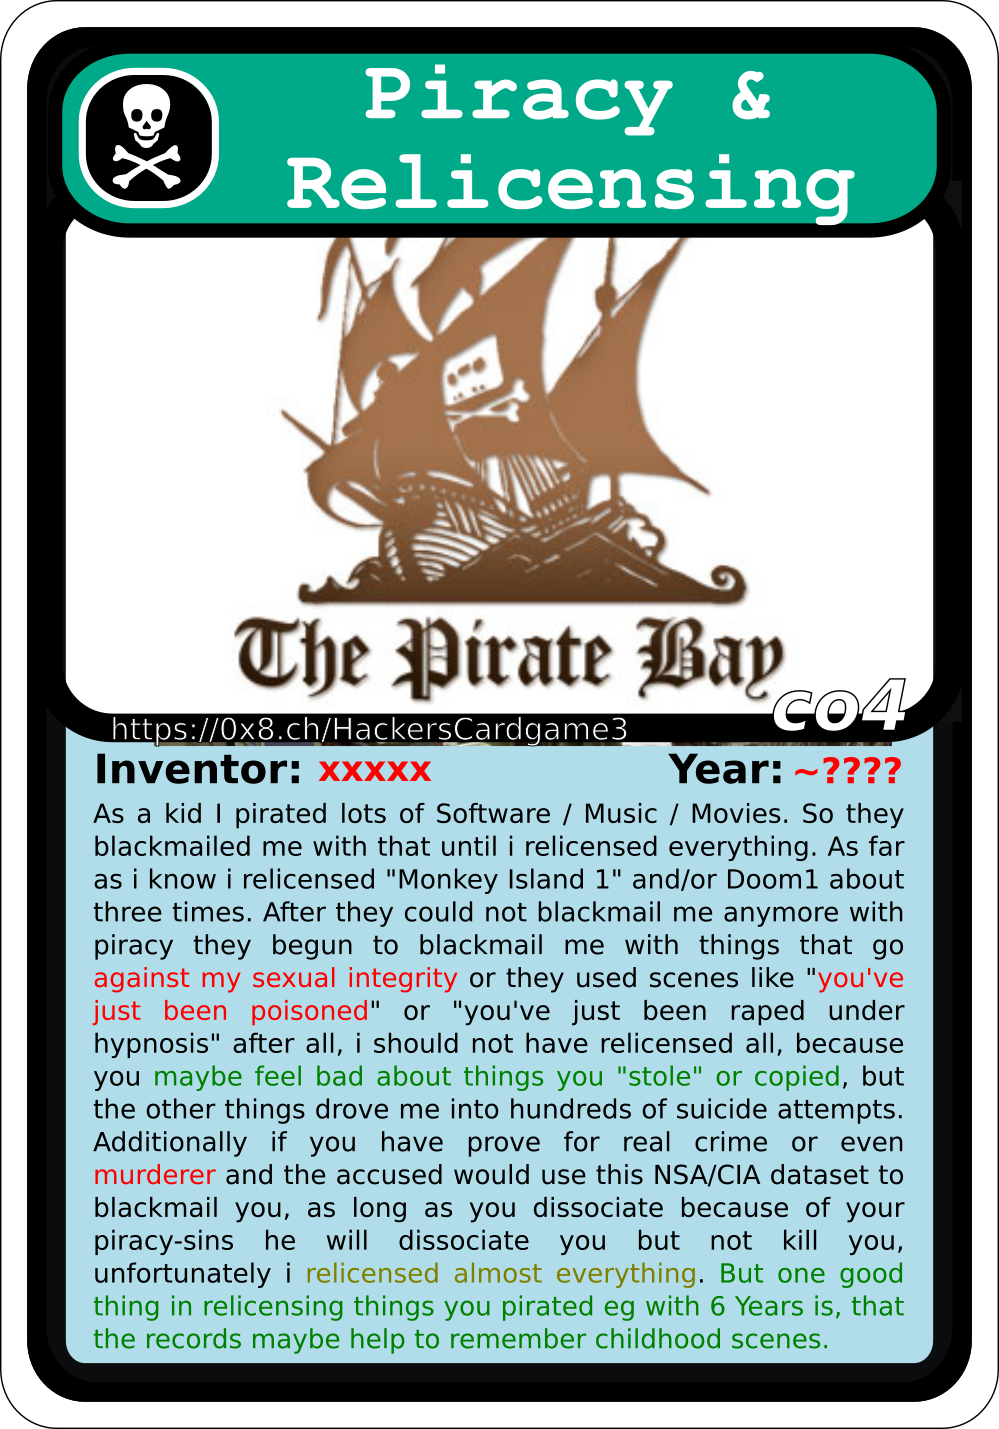 Piracy &
Relicensing
The Pirate Bay
co4
https://0x8.ch/HackersCardgame3
Inventor: xxxxx Year: ~????
As a kid I pirated lots of Software / Music / Movies. So they
blackmailed me with that until i relicensed everything. As far
as i know i relicensed "Monkey Island 1" and/or Doom1 about
three times. After they could not blackmail me anymore with
piracy they begun to blackmail me with things that go
against my sexual integrity or they used scenes like "you've
just been poisoned" or "you've just been raped under
hypnosis" after all, i should not have relicensed all, because
you maybe feel bad about things you "stole" or copied, but
the other things drove me into hundreds of suicide attempts.
Additionally if you have prove for real crime or even
murderer and the accused would use this NSA/CIA dataset to
blackmail you, as long as you dissociate because of your
piracy-sins he will dissociate you but not kill you,
unfortunately i relicensed almost everything. But one good
thing in relicensing things you pirated eg with 6 Years is, that
the records maybe help to remember childhood scenes.